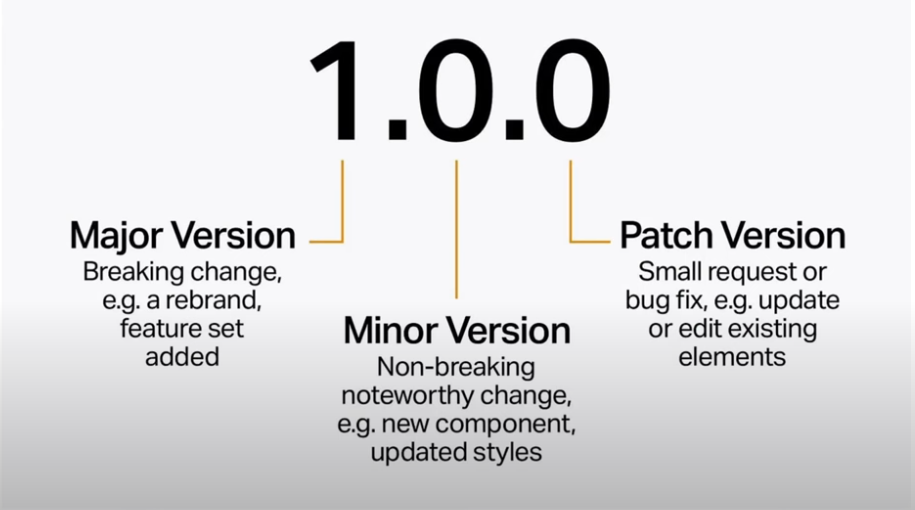 1.0.0
Major Version
Breaking change,
e.g. a rebrand,
feature set
added
Minor Version
Non-breaking
noteworthy change,
e.g. new component,
updated styles
Patch Version
Small request or
bug fix, e.g. update
or edit existing
elements